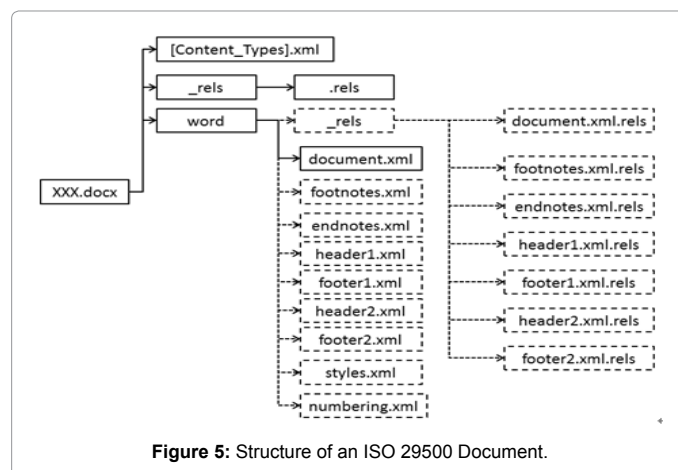 [Content_Types].xml
_rels
.rels
word
_rels
document.xml.rels
document.xml
footnotes.xml.rels
XXX.docx
footnotes.xml
endnotes.xml
endnotes.xml.rels
header1.xml
header1.xml.rels
footer1.xml
footer1.xml.rels
header2.xml
header2.xml.rels
footer2.xml
footer2.xml.rels
styles.xml
numbering.xml
Figure 5: Structure of an ISO 29500 Document.